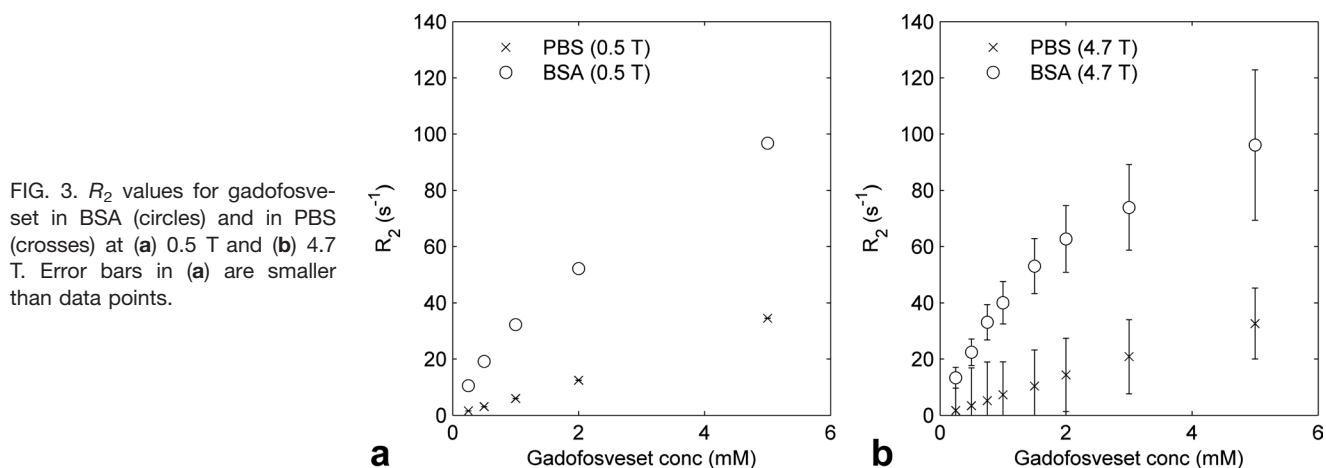 FIG. 3. R₂ values for gadofosve-
set in BSA (circles) and in PBS
(crosses) at (a) 0.5 T and (b) 4.7
T. Error bars in (a) are smaller
than data points.
140
120
100
80
60
40
20
0
R₂ (s⁻¹)
PBS (0.5 T)
BSA (0.5 T)
0 2 4 6
Gadofosveset conc (mM)
a
140
120
100
80
60
40
20
0
R₂ (s⁻¹)
PBS (4.7 T)
BSA (4.7 T)
0 2 4 6
Gadofosveset conc (mM)
b